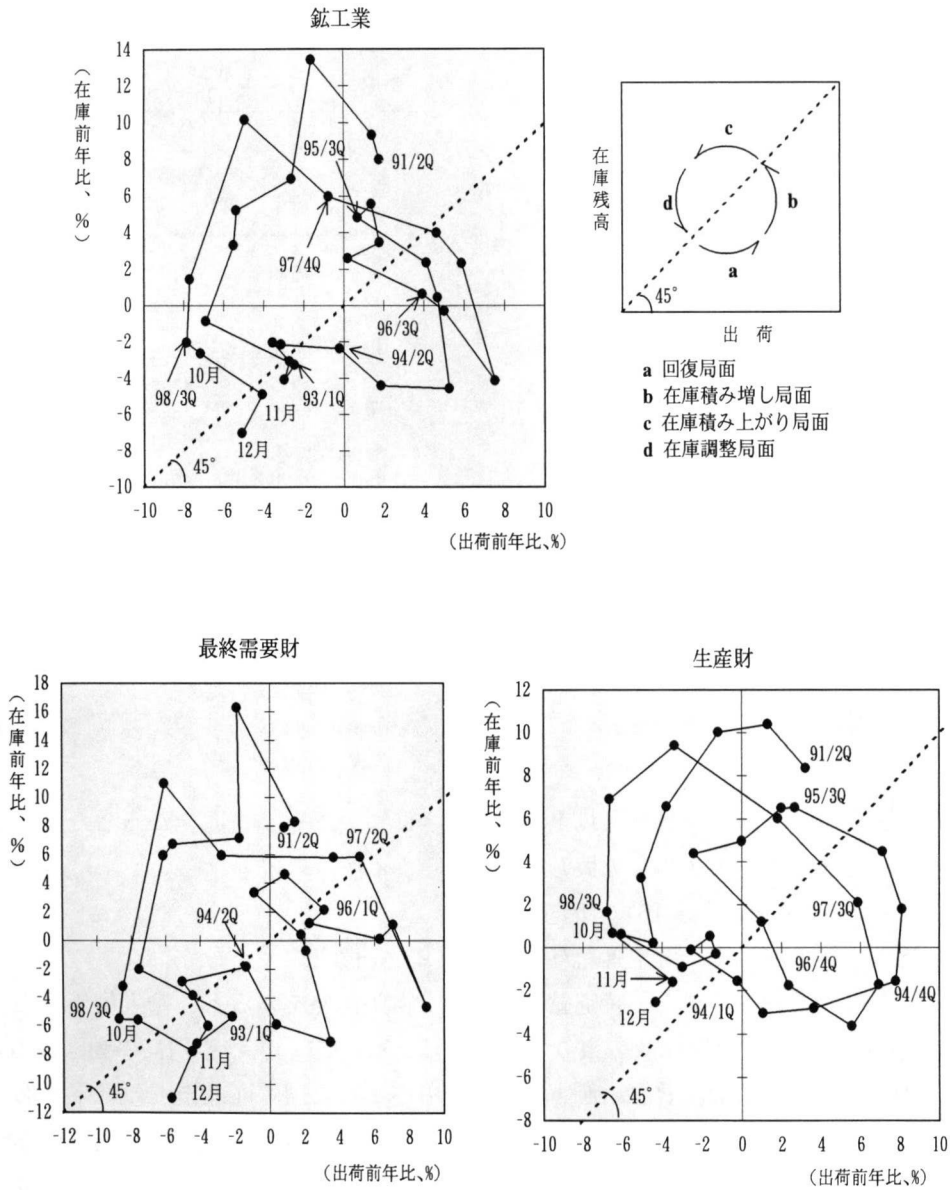 鉱工業
（在庫前年比、%）
14
12
10
8
6
4
2
0
-2
-4
-6
-8
-10
-10 -8 -6 -4 -2 0 2 4 6 8 10
（出荷前年比、%）
95/3Q
91/2Q
97/4Q
96/3Q
94/2Q
10月
98/3Q
11月
93/1Q
12月
45°
在庫残高
c
d
b
a
45°
出 荷
a 回復局面
b 在庫積み増し局面
c 在庫積み上がり局面
d 在庫調整局面
最終需要財
（在庫前年比、%）
18
16
14
12
10
8
6
4
2
0
-2
-4
-6
-8
-10
-12
-12 -10 -8 -6 -4 -2 0 2 4 6 8 10
（出荷前年比、%）
91/2Q
97/2Q
94/2Q
96/1Q
98/3Q
10月
93/1Q
11月
12月
45°
生産財
（在庫前年比、%）
12
10
8
6
4
2
0
-2
-4
-6
-8
-10 -8 -6 -4 -2 0 2 4 6 8 10
（出荷前年比、%）
91/2Q
95/3Q
98/3Q
97/3Q
10月
96/4Q
11月
12月
94/1Q
94/4Q
45°